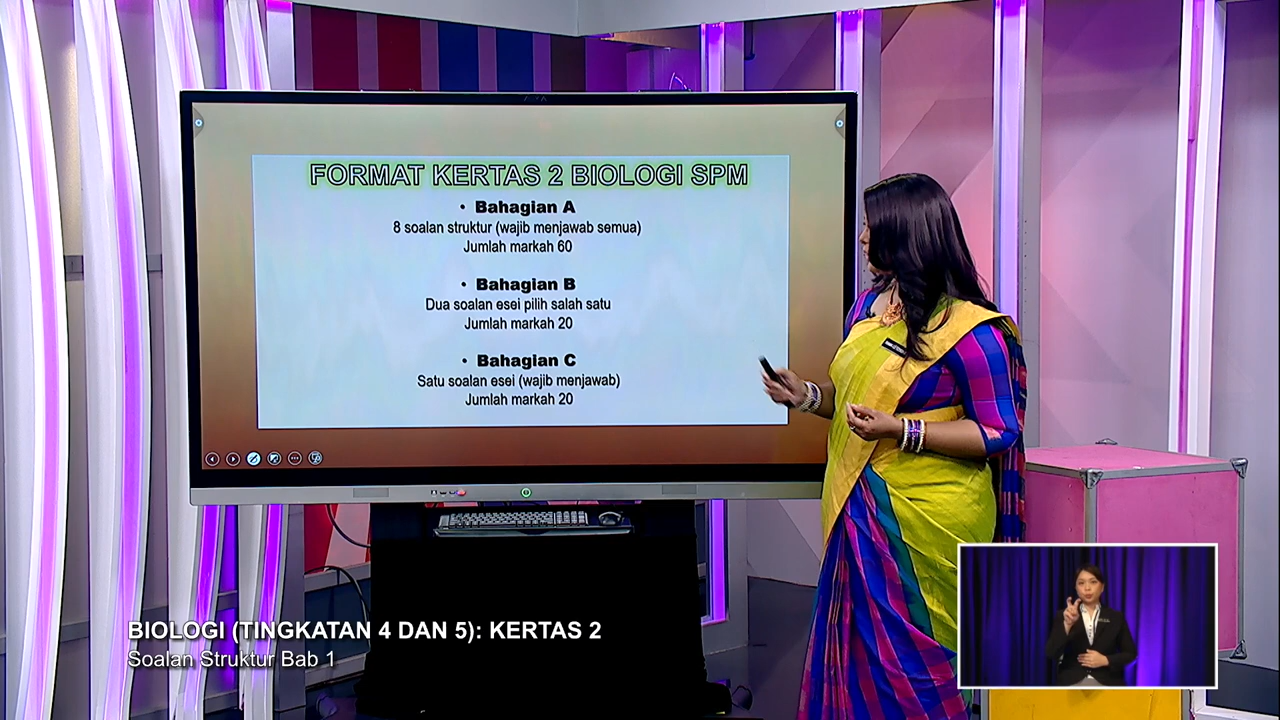 FORMAT KERTAS 2 BIOLOGI SPM
• Bahagian A
8 soalan struktur (wajib menjawab semua)
Jumlah markah 60
• Bahagian B
Dua soalan esei pilih salah satu
Jumlah markah 20
• Bahagian C
Satu soalan esei (wajib menjawab)
Jumlah markah 20
BIOLOGI (TINGKATAN 4 DAN 5): KERTAS 2
Soalan Struktur Bab 1